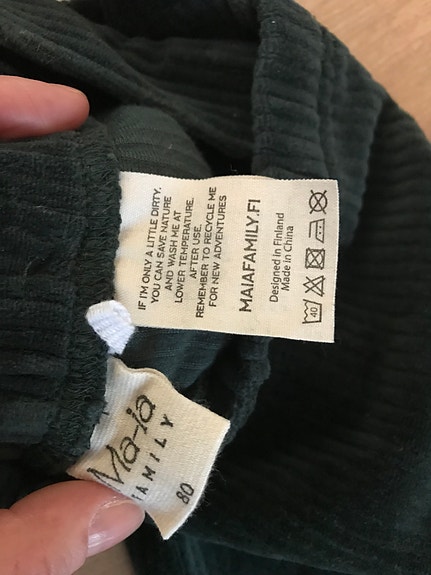 IF I'M ONLY A LITTLE DIRTY.
YOU CAN SAVE NATURE
AND WASH ME AT
LOWER TEMPERATURE.
AFTER USE,
REMEMBER TO RECYCLE ME
FOR NEW ADVENTURES
MAIAFAMILY.FI
Designed in Finland
Made in China
40
Ma-ia
FAMILY
80